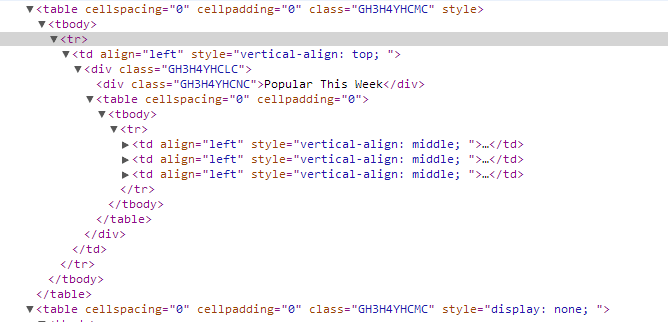 ▼<table cellspacing="0" cellpadding="0" class="GH3H4YHCMC" style>
▼<tbody>
▼<tr>
▼<td align="left" style="vertical-align: top; ">
▼<div class="GH3H4YHCLC">
<div class="GH3H4YHCNC">Popular This Week</div>
▼<table cellspacing="0" cellpadding="0">
▼<tbody>
▼<tr>
▶<td align="left" style="vertical-align: middle; ">…</td>
▶<td align="left" style="vertical-align: middle; ">…</td>
▶<td align="left" style="vertical-align: middle; ">…</td>
</tr>
</tbody>
</table>
</div>
</td>
</tr>
</tbody>
</table>
▼<table cellspacing="0" cellpadding="0" class="GH3H4YHCMC" style="display: none; ">